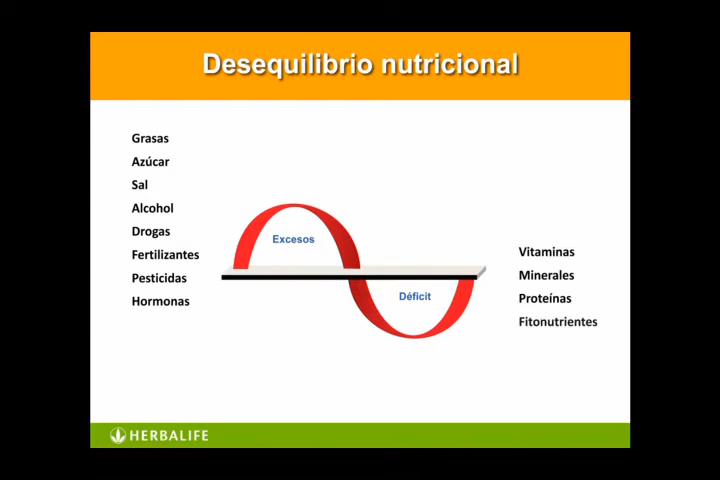 Desequilibrio nutricional
Grasas
Azúcar
Sal
Alcohol
Drogas
Fertilizantes
Pesticidas
Hormonas
Excesos
Déficit
Vitaminas
Minerales
Proteínas
Fitonutrientes
HERBALIFE